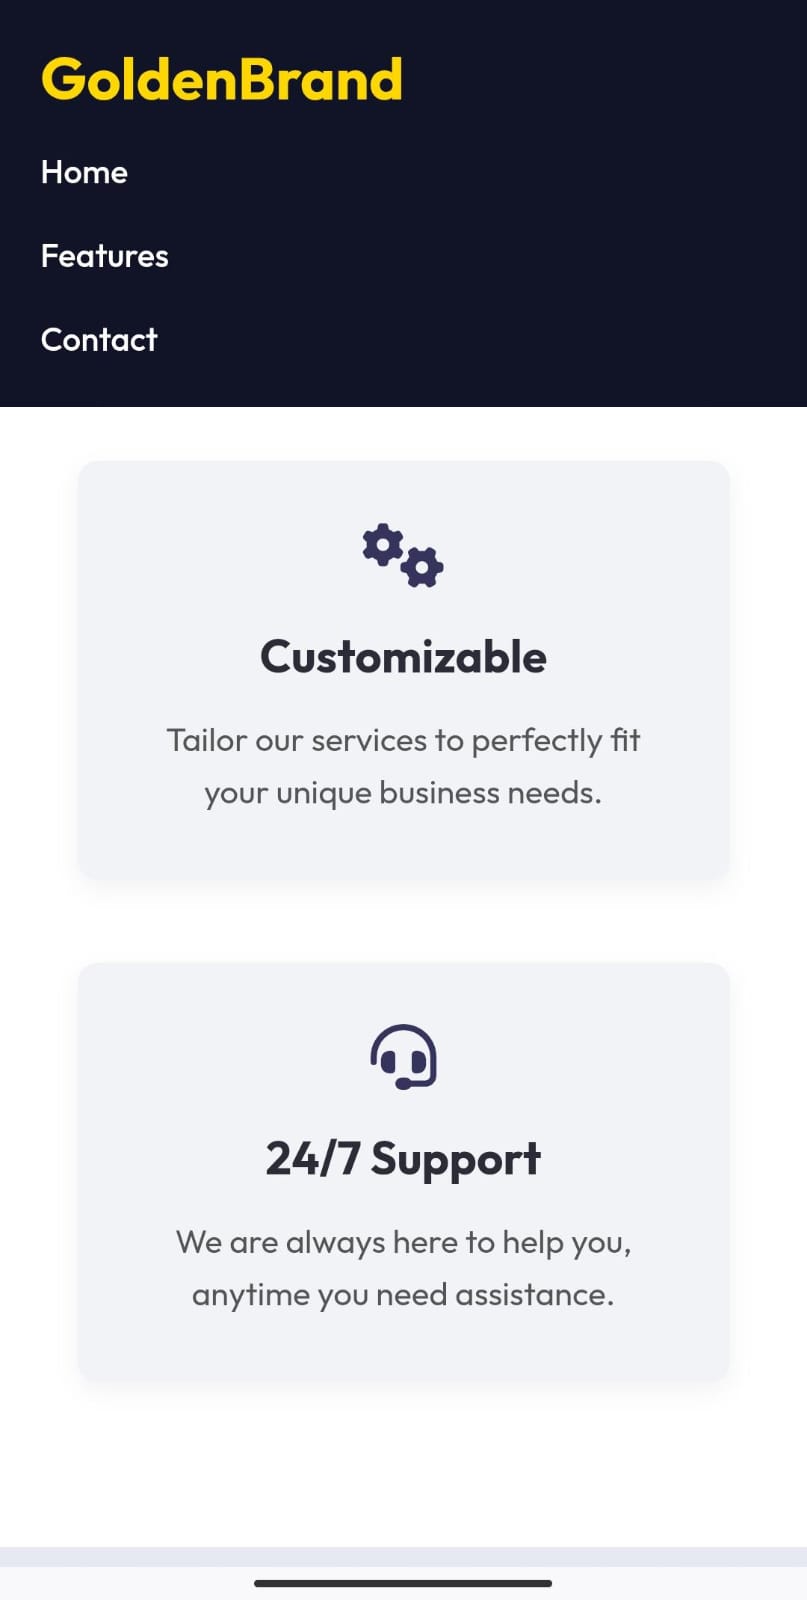 GoldenBrand
Home
Features
Contact
Customizable
Tailor our services to perfectly fit
your unique business needs.
24/7 Support
We are always here to help you,
anytime you need assistance.